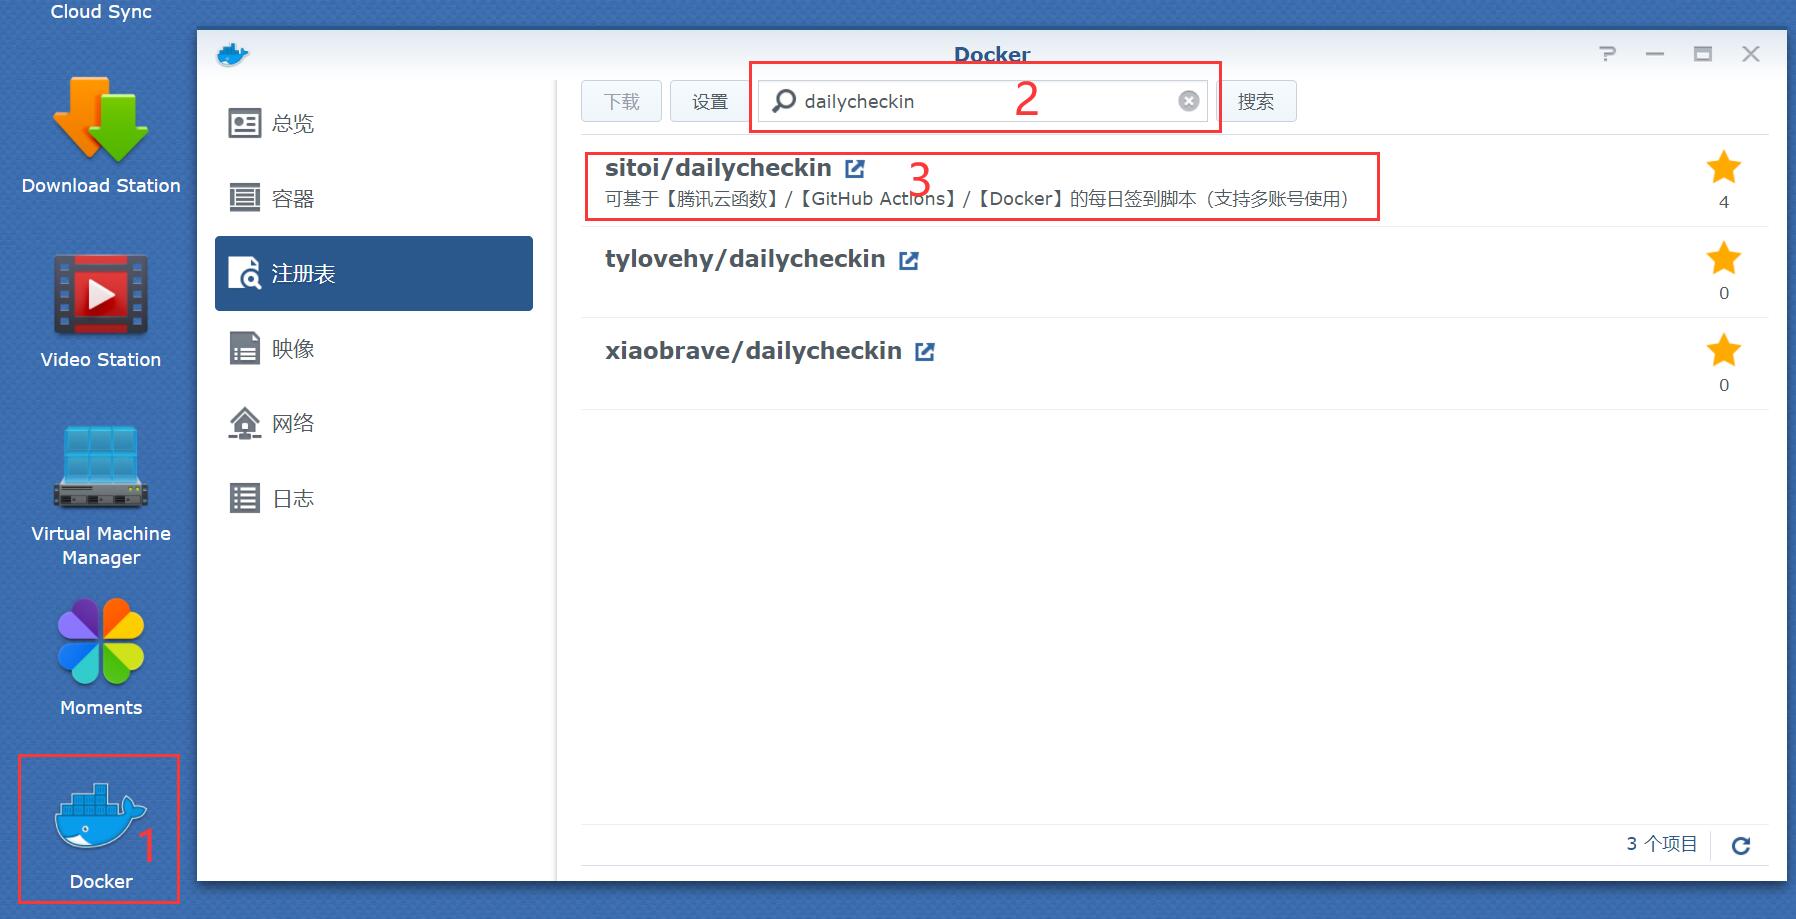 Cloud Sync
Download Station
Video Station
Virtual Machine
Manager
Moments
1
Docker
Docker
总览
容器
注册表
映像
网络
日志
下载
设置
dailycheckin
2
搜索
sitoi/dailycheckin
3
可基于【腾讯云函数】/【GitHub Actions】/【Docker】的每日签到脚本（支持多账号使用）
4
tylovehy/dailycheckin
0
xiaobrave/dailycheckin
0
3 个项目